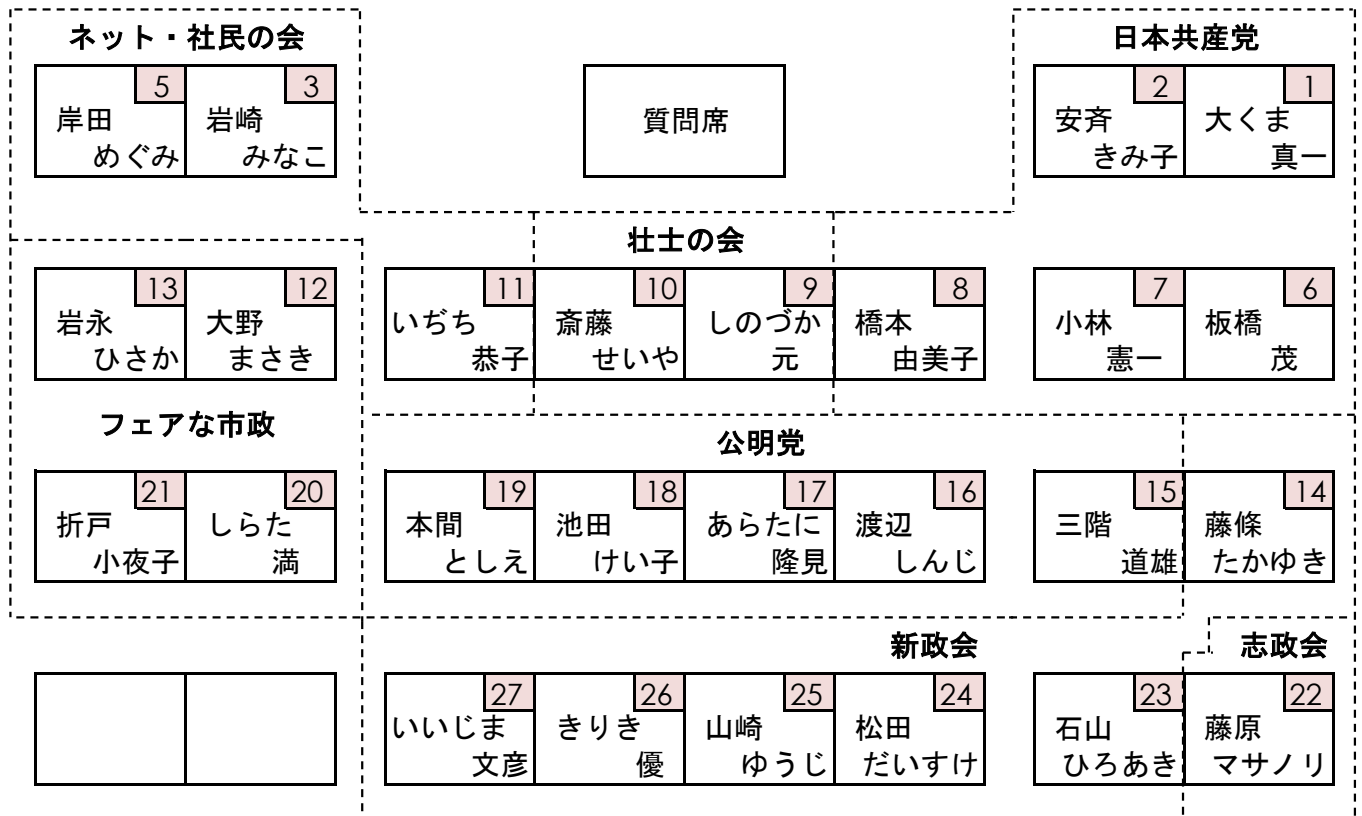 ネット・社民の会
日本共産党
5
岸田
めぐみ
3
岩崎
みなこ
質問席
2
安斉
きみ子
1
大くま
真一
壮士の会
13
岩永
ひさか
12
大野
まさき
11
いぢち
恭子
10
斎藤
せいや
9
しのづか
元
8
橋本
由美子
7
小林
憲一
6
板橋
茂
フェアな市政
公明党
21
折戸
小夜子
20
しらた
満
19
本間
としえ
18
池田
けい子
17
あらたに
隆見
16
渡辺
しんじ
15
三階
道雄
14
藤條
たかゆき
新政会
志政会
27
いいじま
文彦
26
きりき
優
25
山崎
ゆうじ
24
松田
だいすけ
23
石山
ひろあき
22
藤原
マサノリ